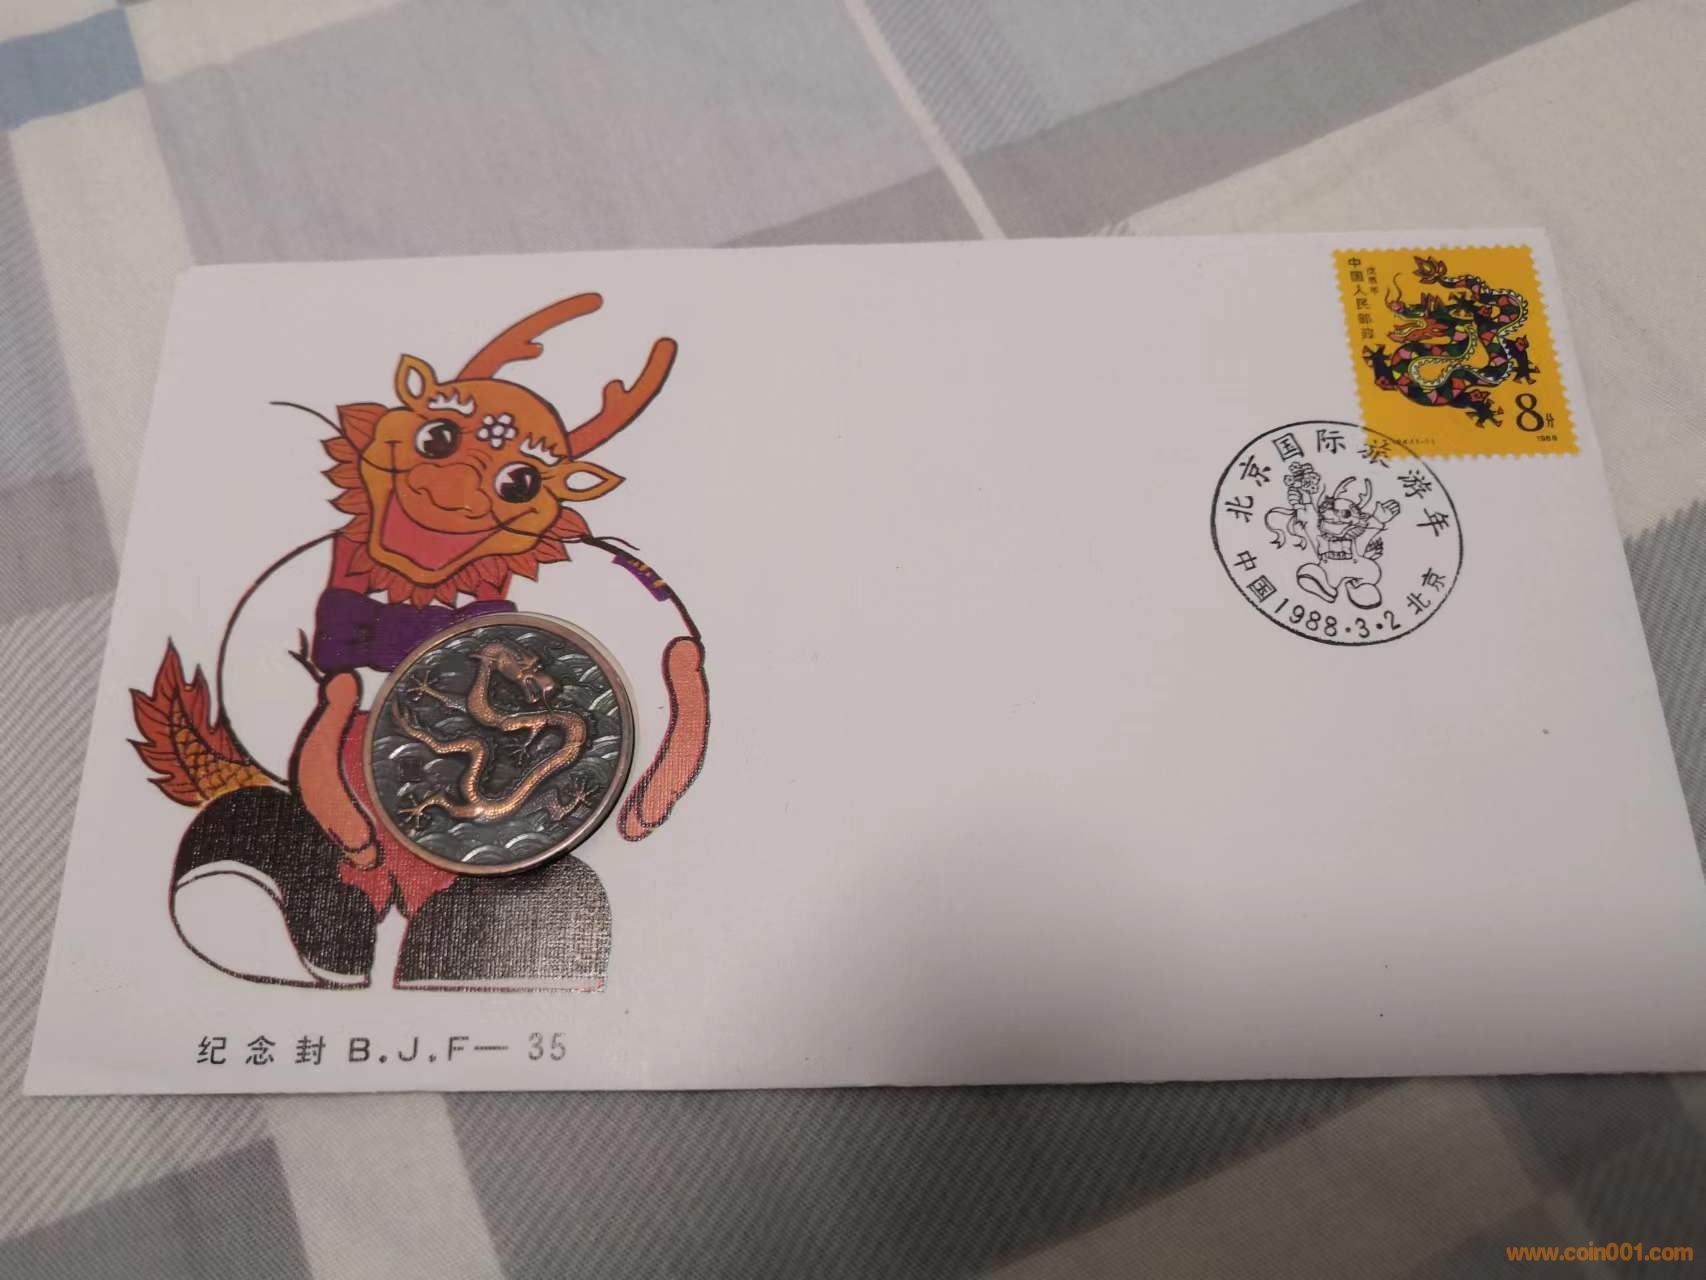 中国人民邮政
戊辰年
8分
1988
北京国际旅游年
中国 1988.3.2 北京
纪念封 B.J.F— 35
www.coin001.com